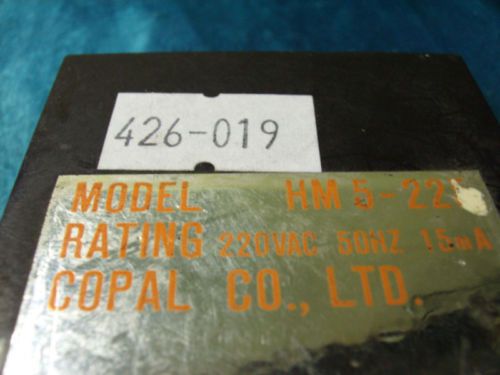 426-019
MODEL HM 5-22
RATING 220VAC 50HZ 15mA
COPAL CO., LTD.